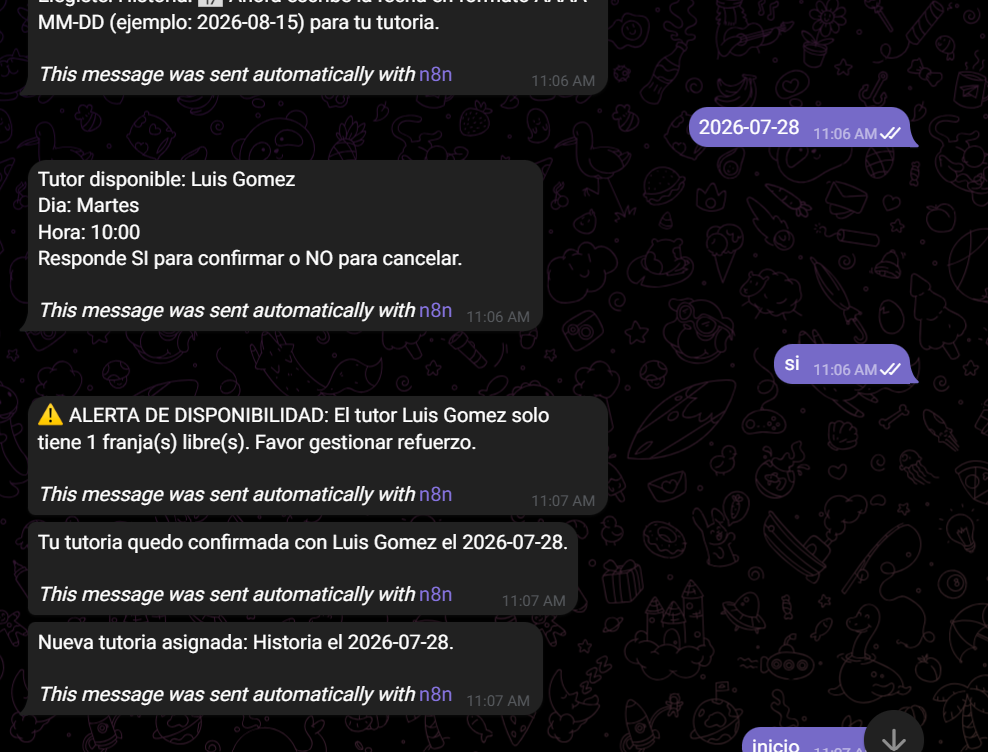 MM-DD (ejemplo: 2026-08-15) para tu tutoria.
This message was sent automatically with n8n
11:06 AM
2026-07-28
11:06 AM
Tutor disponible: Luis Gomez
Dia: Martes
Hora: 10:00
Responde SI para confirmar o NO para cancelar.
This message was sent automatically with n8n
11:06 AM
si
11:06 AM
⚠️ ALERTA DE DISPONIBILIDAD: El tutor Luis Gomez solo
tiene 1 franja(s) libre(s). Favor gestionar refuerzo.
This message was sent automatically with n8n
11:07 AM
Tu tutoria quedo confirmada con Luis Gomez el 2026-07-28.
This message was sent automatically with n8n
11:07 AM
Nueva tutoria asignada: Historia el 2026-07-28.
This message was sent automatically with n8n
11:07 AM
inicio